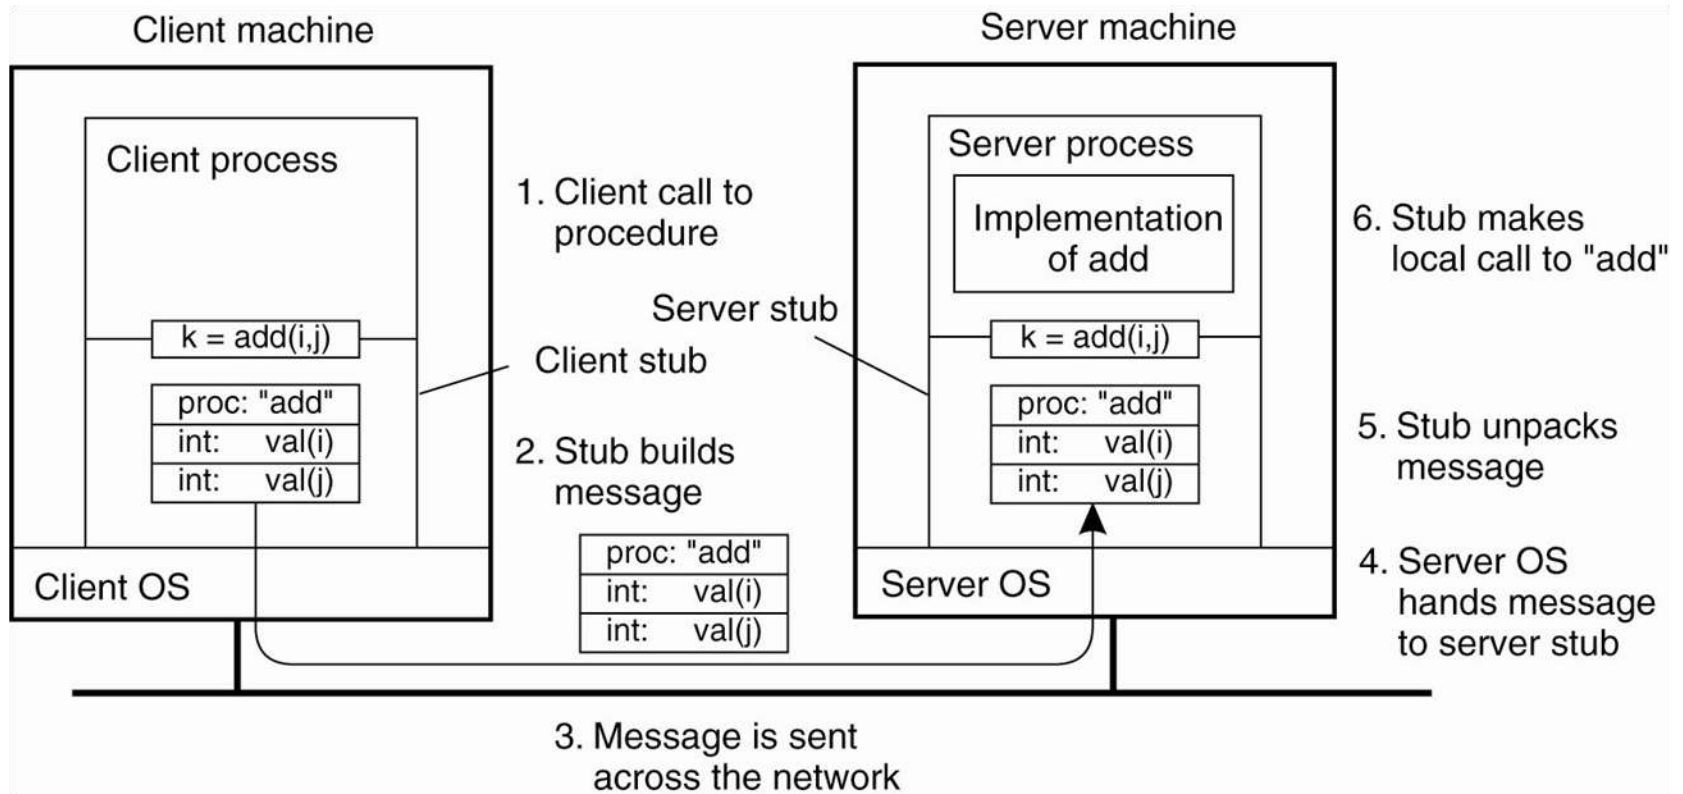 Client machine
Server machine
Client process
1. Client call to
procedure
Server process
Implementation
of add
6. Stub makes
local call to "add"
Server stub
k = add(i,j)
k = add(i,j)
Client stub
proc: "add"
int: val(i)
int: val(j)
2. Stub builds
message
proc: "add"
int: val(i)
int: val(j)
proc: "add"
int: val(i)
int: val(j)
5. Stub unpacks
message
Client OS
Server OS
4. Server OS
hands message
to server stub
3. Message is sent
across the network